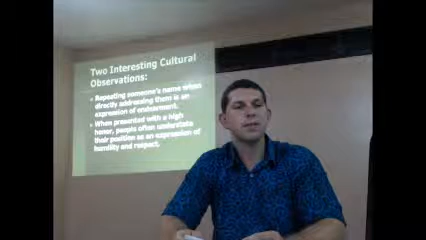 Two Interesting Cultural
Observations:
Repeating someone's name when
directly addressing them is an
expression of endearment.
When presented with a high
honor, people often understate
their position as an expression of
humility and respect.